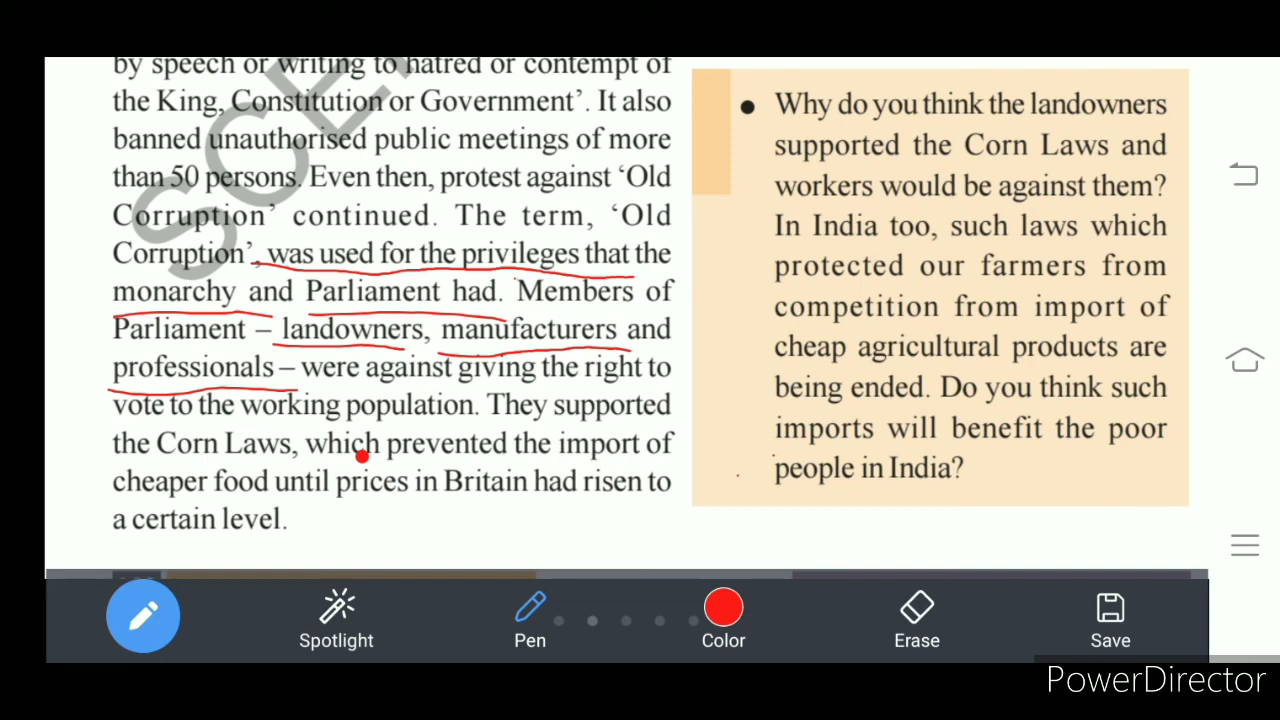 by speech or writing to hatred or contempt of
the King, Constitution or Government’. It also
banned unauthorised public meetings of more
than 50 persons. Even then, protest against ‘Old
Corruption’ continued. The term, ‘Old
Corruption’, was used for the privileges that the
monarchy and Parliament had. Members of
Parliament – landowners, manufacturers and
professionals – were against giving the right to
vote to the working population. They supported
the Corn Laws, which prevented the import of
cheaper food until prices in Britain had risen to
a certain level.
● Why do you think the landowners
supported the Corn Laws and
workers would be against them?
In India too, such laws which
protected our farmers from
competition from import of
cheap agricultural products are
being ended. Do you think such
imports will benefit the poor
people in India?
SCE
Spotlight
Pen
Color
Erase
Save
PowerDirector